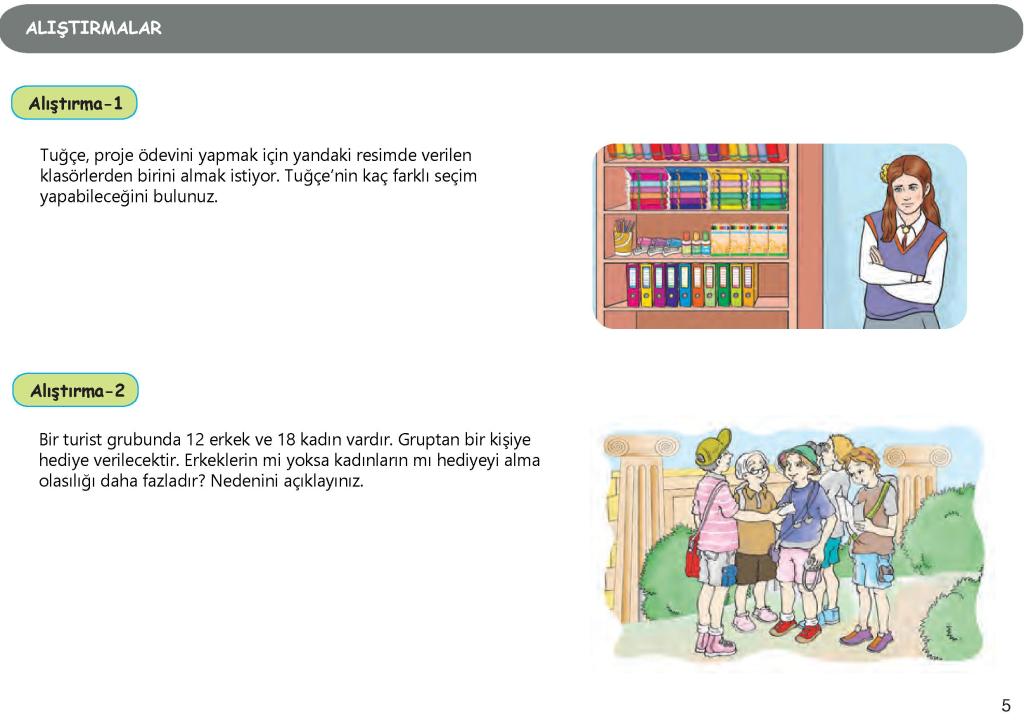 ALIŞTIRMALAR
Alıştırma-1
Tuğçe, proje ödevini yapmak için yandaki resimde verilen
klasörlerden birini almak istiyor. Tuğçe’nin kaç farklı seçim
yapabileceğini bulunuz.
Alıştırma-2
Bir turist grubunda 12 erkek ve 18 kadın vardır. Gruptan bir kişiye
hediye verilecektir. Erkeklerin mi yoksa kadınların mı hediyeyi alma
olasılığı daha fazladır? Nedenini açıklayınız.
5